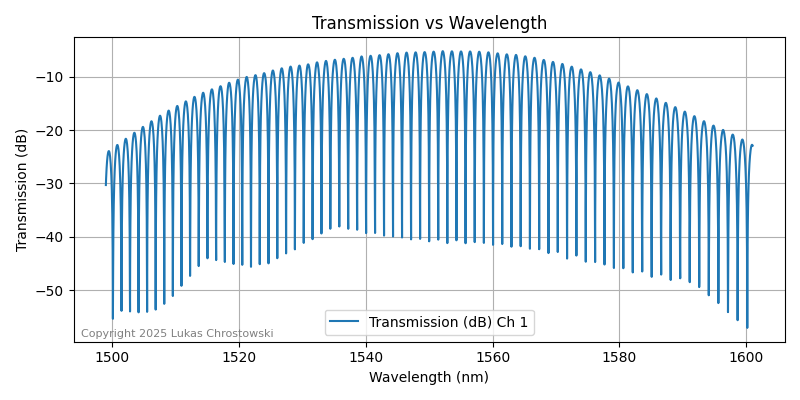 Transmission vs Wavelength
Transmission (dB)
−10
−20
−30
−40
−50
Transmission (dB) Ch 1
Copyright 2025 Lukas Chrostowski
1500
1520
1540
1560
1580
1600
Wavelength (nm)